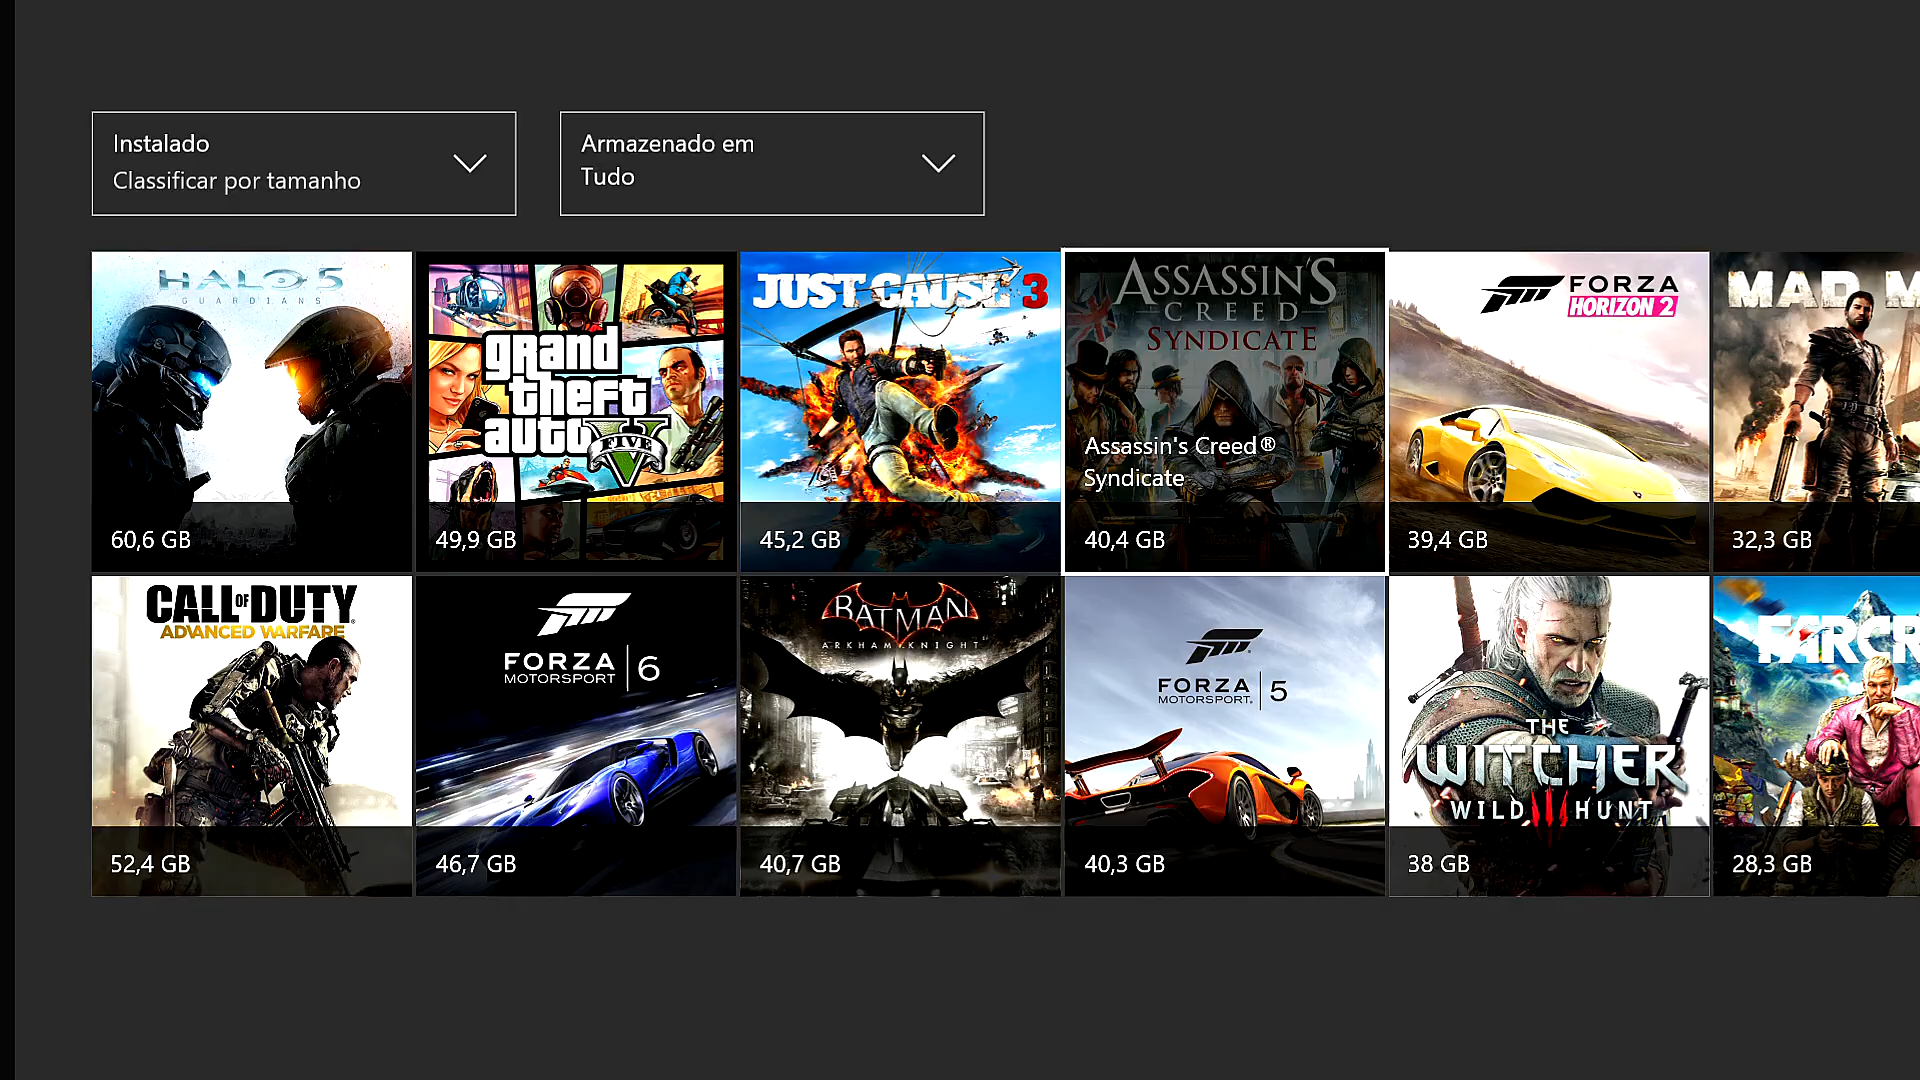 Instalado
Classificar por tamanho
Armazenado em
Tudo
HALO 5
GUARDIANS
60,6 GB
grand
theft
auto
FIVE
49,9 GB
JUST CAUSE 3
45,2 GB
ASSASSIN'S
CREED
SYNDICATE
Assassin's Creed®
Syndicate
40,4 GB
FORZA
HORIZON 2
39,4 GB
MAD M
32,3 GB
CALL OF DUTY
ADVANCED WARFARE
52,4 GB
FORZA
MOTORSPORT 6
46,7 GB
BATMAN
ARKHAM KNIGHT
40,7 GB
FORZA
MOTORSPORT 5
40,3 GB
THE
WITCHER
WILD III HUNT
38 GB
FARCR
28,3 GB